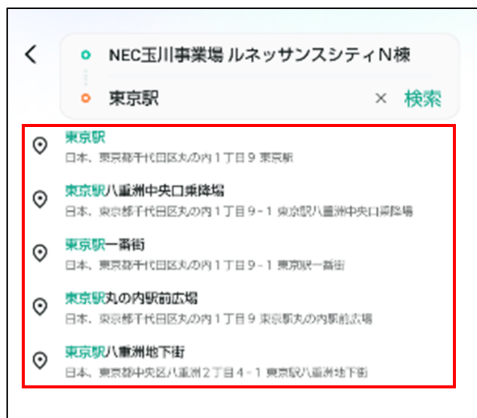 NEC玉川事業場 ルネッサンスシティN棟
東京駅 × 検索
東京駅
日本、東京都千代田区丸の内1丁目9 東京駅
東京駅八重洲中央口乗降場
日本、東京都千代田区丸の内1丁目9-1 東京駅八重洲中央口乗降場
東京駅一番街
日本、東京都千代田区丸の内1丁目9-1 東京駅一番街
東京駅丸の内駅前広場
日本、東京都千代田区丸の内1丁目9 東京駅丸の内駅前広場
東京駅八重洲地下街
日本、東京都中央区八重洲2丁目4-1 東京駅八重洲地下街